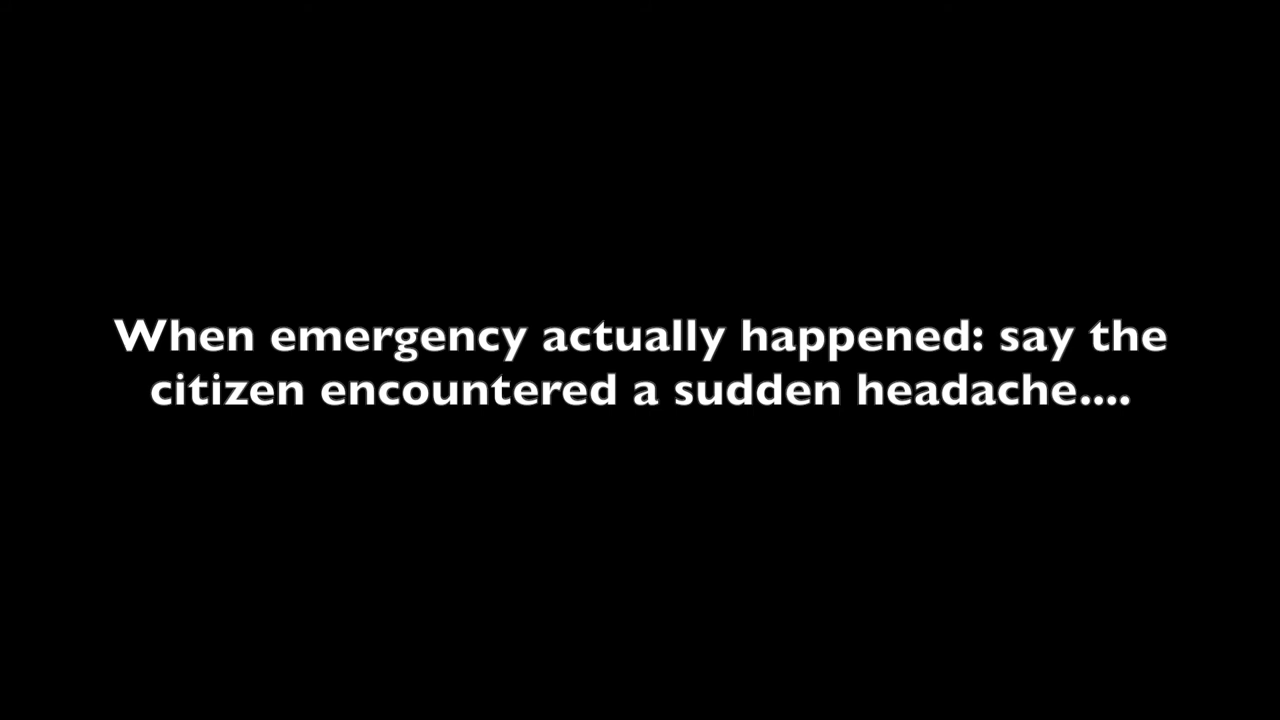 When emergency actually happened: say the
citizen encountered a sudden headache....